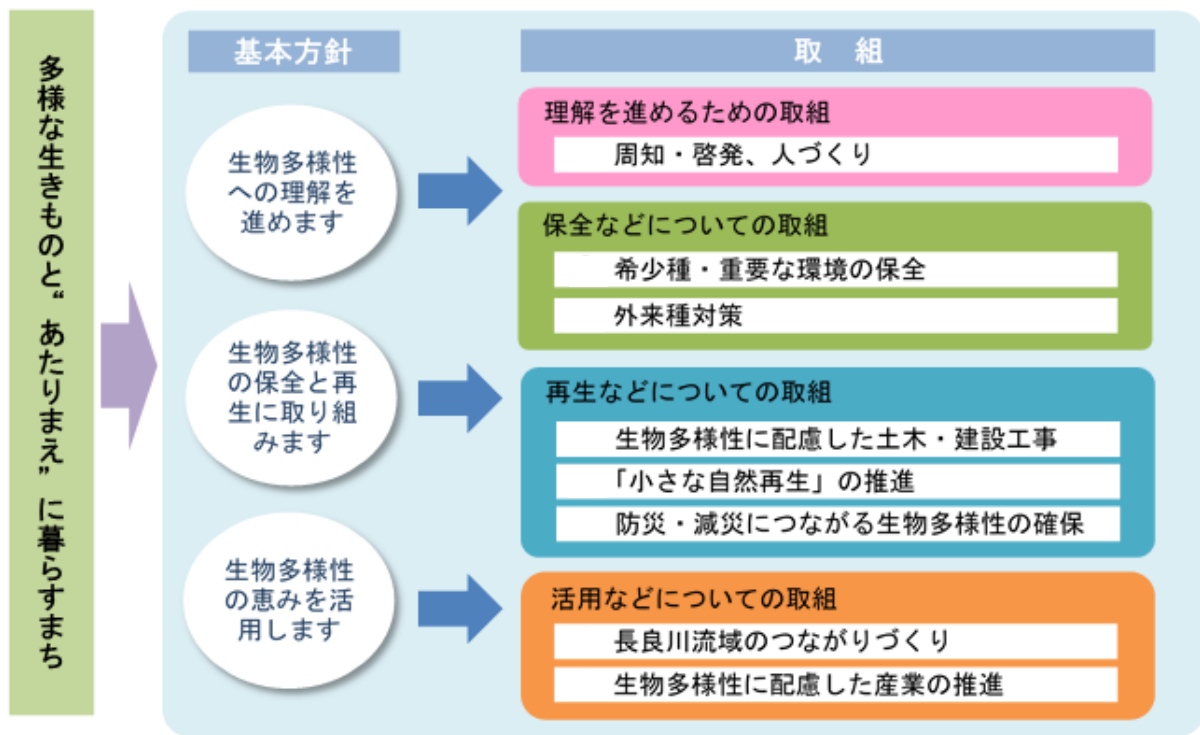 多様な生きものと“あたりまえ”に暮らすまち
基本方針
取　組
生物多様性
への理解を
進めます
理解を進めるための取組
周知・啓発、人づくり
保全などについての取組
希少種・重要な環境の保全
外来種対策
生物多様性
の保全と再
生に取り組
みます
再生などについての取組
生物多様性に配慮した土木・建設工事
「小さな自然再生」の推進
防災・減災につながる生物多様性の確保
生物多様性
の恵みを活
用します
活用などについての取組
長良川流域のつながりづくり
生物多様性に配慮した産業の推進